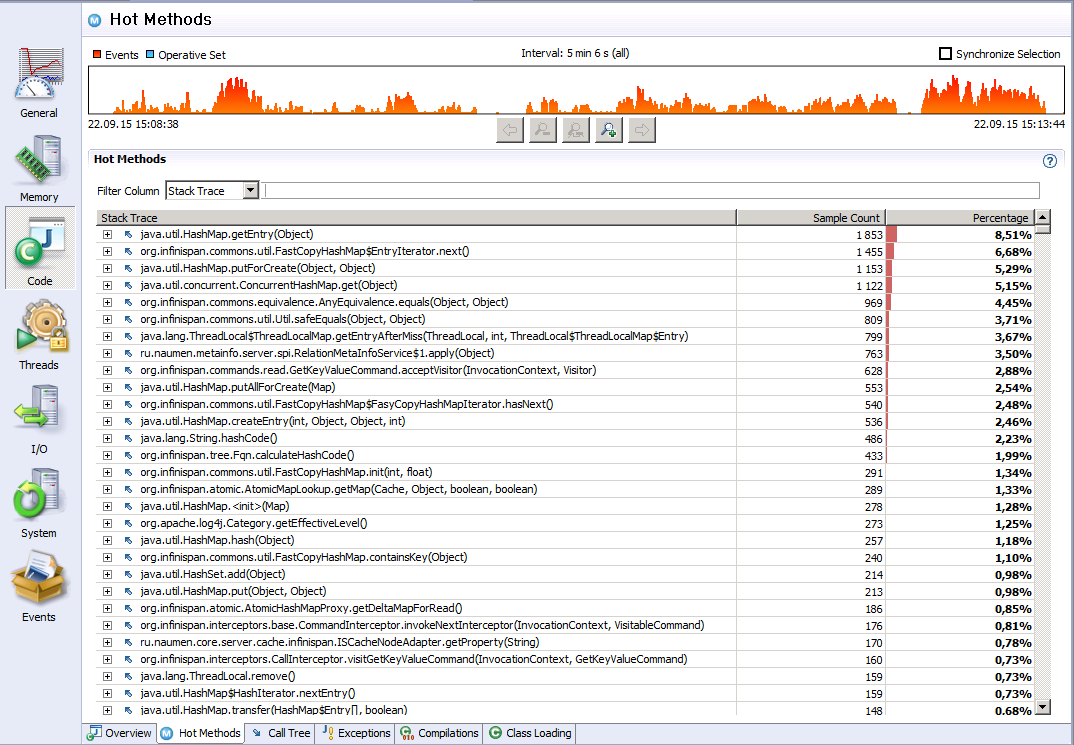 Hot Methods
Events Operative Set Interval: 5 min 6 s (all) Synchronize Selection
22.09.15 15:08:38 22.09.15 15:13:44
Hot Methods
Filter Column Stack Trace
Stack Trace Sample Count Percentage
java.util.HashMap.getEntry(Object) 1 853 8,51%
org.infinispan.commons.util.FastCopyHashMap$EntryIterator.next() 1 455 6,68%
java.util.HashMap.putForCreate(Object, Object) 1 153 5,29%
java.util.concurrent.ConcurrentHashMap.get(Object) 1 122 5,15%
org.infinispan.commons.equivalence.AnyEquivalence.equals(Object, Object) 969 4,45%
org.infinispan.commons.util.Util.safeEquals(Object, Object) 809 3,71%
java.lang.ThreadLocal$ThreadLocalMap.getEntryAfterMiss(ThreadLocal, int, ThreadLocal$ThreadLocalMap$Entry) 799 3,67%
ru.naumen.metainfo.server.spi.RelationMetaInfoService$1.apply(Object) 763 3,50%
org.infinispan.commands.read.GetKeyValueCommand.acceptVisitor(InvocationContext, Visitor) 628 2,88%
java.util.HashMap.putAllForCreate(Map) 553 2,54%
org.infinispan.commons.util.FastCopyHashMap$FasyCopyHashMapIterator.hasNext() 540 2,48%
java.util.HashMap.createEntry(int, Object, Object, int) 536 2,46%
java.lang.String.hashCode() 486 2,23%
org.infinispan.tree.Fqn.calculateHashCode() 433 1,99%
org.infinispan.commons.util.FastCopyHashMap.init(int, float) 291 1,34%
org.infinispan.atomic.AtomicMapLookup.getMap(Cache, Object, boolean, boolean) 289 1,33%
java.util.HashMap.<init>(Map) 278 1,28%
org.apache.log4j.Category.getEffectiveLevel() 273 1,25%
java.util.HashMap.hash(Object) 257 1,18%
org.infinispan.commons.util.FastCopyHashMap.containsKey(Object) 240 1,10%
java.util.HashSet.add(Object) 214 0,98%
java.util.HashMap.put(Object, Object) 213 0,98%
org.infinispan.atomic.AtomicHashMapProxy.getDeltaMapForRead() 186 0,85%
org.infinispan.interceptors.base.CommandInterceptor.invokeNextInterceptor(InvocationContext, VisitableCommand) 176 0,81%
ru.naumen.core.server.cache.infinispan.ISCacheNodeAdapter.getProperty(String) 170 0,78%
org.infinispan.interceptors.CallInterceptor.visitGetKeyValueCommand(InvocationContext, GetKeyValueCommand) 160 0,73%
java.lang.ThreadLocal.remove() 159 0,73%
java.util.HashMap$HashIterator.nextEntry() 159 0,73%
java.util.HashMap.transfer(HashMap$Entry[], boolean) 148 0.68%
General
Memory
Code
Threads
I/O
System
Events
Overview Hot Methods Call Tree Exceptions Compilations Class Loading